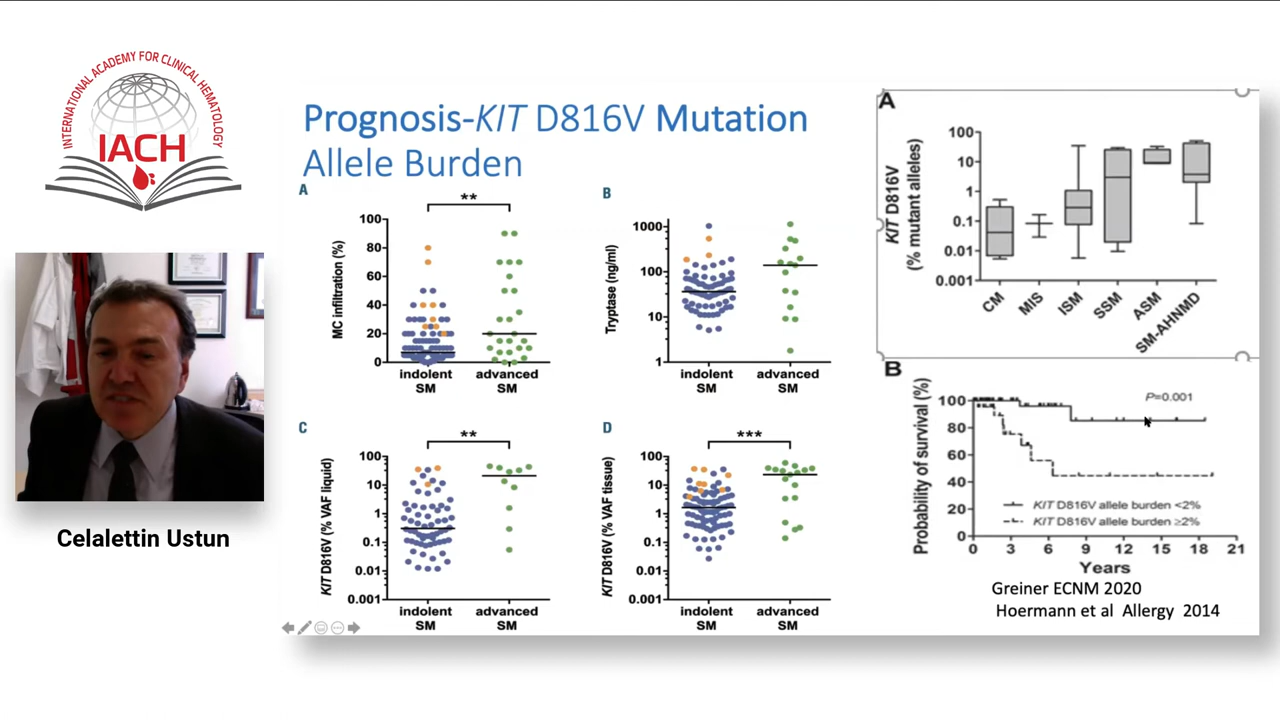 INTERNATIONAL ACADEMY FOR CLINICAL HEMATOLOGY
IACH
Celalettin Ustun
Prognosis-KIT D816V Mutation
Allele Burden
A
**
MC infiltration (%)
100
80
60
40
20
0
indolent
SM
advanced
SM
B
Tryptase (ng/ml)
1000
100
10
1
indolent
SM
advanced
SM
C
**
KIT D816V (% VAF liquid)
100
10
1
0.1
0.01
0.001
indolent
SM
advanced
SM
D
***
KIT D816V (% VAF tissue)
100
10
1
0.1
0.01
0.001
indolent
SM
advanced
SM
A
KIT D816V
(% mutant alleles)
100
10
1
0.1
0.01
0.001
CM
MIS
ISM
SSM
ASM
SM-AHNMD
B
Probability of survival (%)
P=0.001
100
80
60
40
20
0
KIT D816V allele burden <2%
KIT D816V allele burden ≥2%
0 3 6 9 12 15 18 21
Years
Greiner ECNM 2020
Hoermann et al Allergy 2014